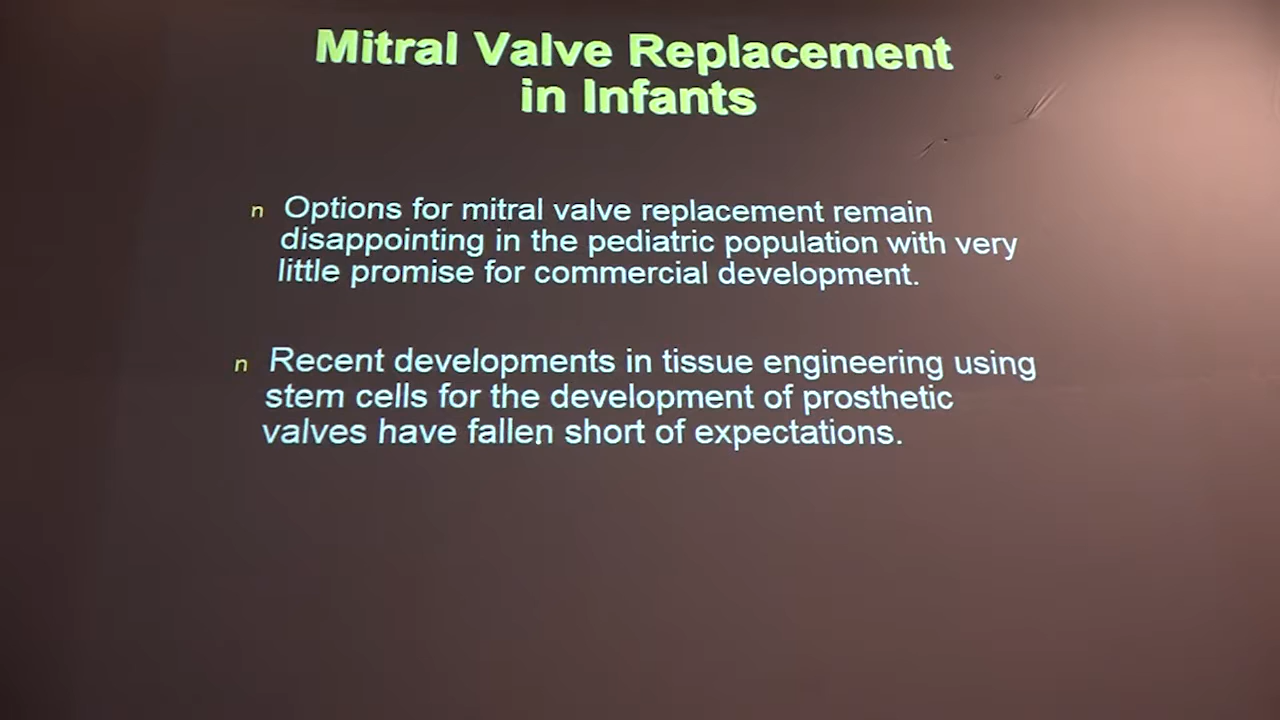 Mitral Valve Replacement
in Infants
n Options for mitral valve replacement remain
disappointing in the pediatric population with very
little promise for commercial development.
n Recent developments in tissue engineering using
stem cells for the development of prosthetic
valves have fallen short of expectations.